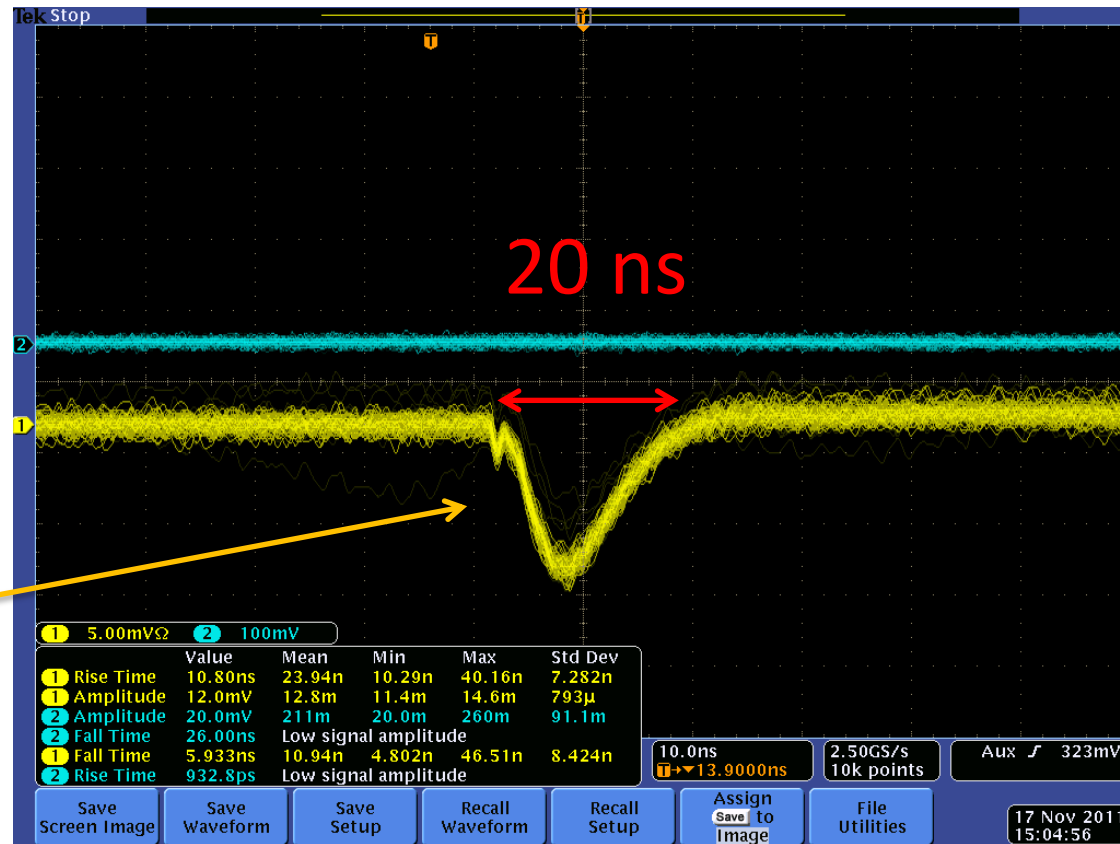 Tek Stop
T
T
20 ns
2
1
1 5.00mVΩ 2 100mV
Value Mean Min Max Std Dev
1 Rise Time 10.80ns 23.94n 10.29n 40.16n 7.282n
1 Amplitude 12.0mV 12.8m 11.4m 14.6m 793µ
2 Amplitude 20.0mV 211m 20.0m 260m 91.1m
2 Fall Time 26.00ns Low signal amplitude
1 Fall Time 5.933ns 10.94n 4.802n 46.51n 8.424n
2 Rise Time 932.8ps Low signal amplitude
10.0ns
T→▼13.9000ns
2.50GS/s
10k points
Aux ʃ 323mV
Save
Screen Image
Save
Waveform
Save
Setup
Recall
Waveform
Recall
Setup
Assign
Save to
Image
File
Utilities
17 Nov 2011
15:04:56